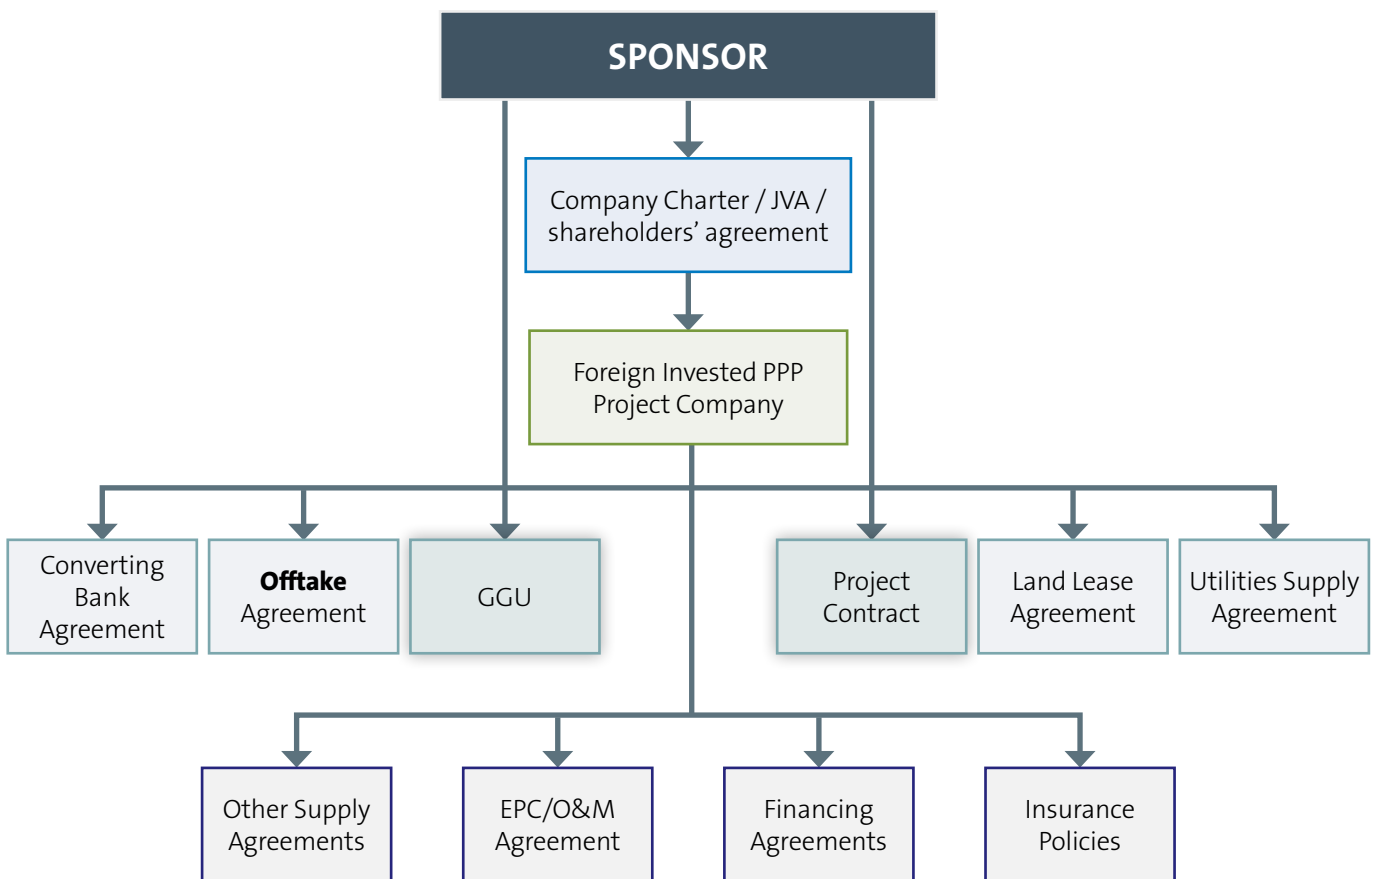 SPONSOR
Company Charter / JVA /
shareholders’ agreement
Foreign Invested PPP
Project Company
Converting
Bank
Agreement
Offtake
Agreement
GGU
Project
Contract
Land Lease
Agreement
Utilities Supply
Agreement
Other Supply
Agreements
EPC/O&M
Agreement
Financing
Agreements
Insurance
Policies